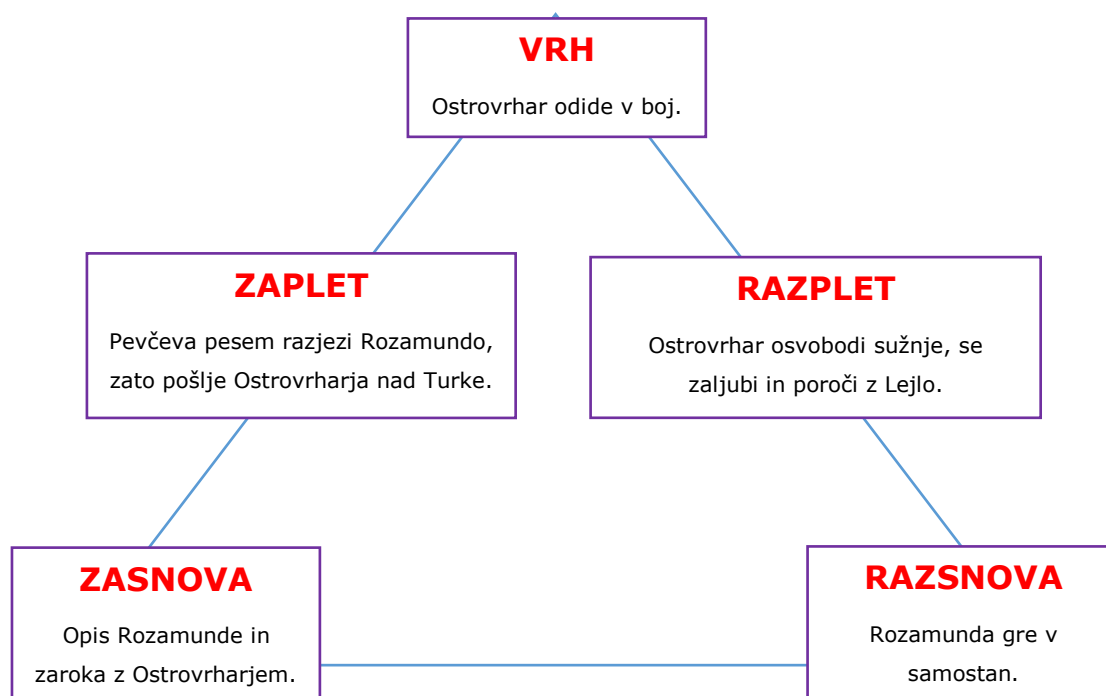 VRH
Ostrovrhar odide v boj.
ZAPLET
Pevčeva pesem razjezi Rozamundo,
zato pošlje Ostrovrharja nad Turke.
RAZPLET
Ostrovrhar osvobodi sužnje, se
zaljubi in poroči z Lejlo.
ZASNOVA
Opis Rozamunde in
zaroka z Ostrovrharjem.
RAZSNOVA
Rozamunda gre v
samostan.